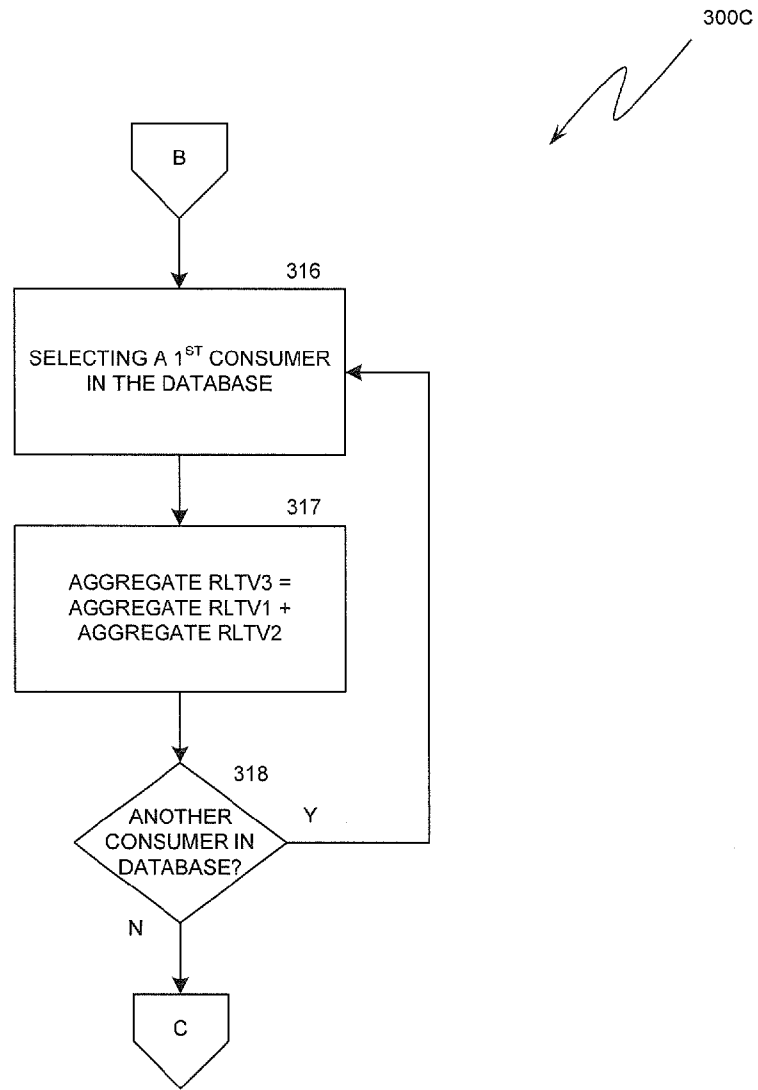 300C
B
316
SELECTING A 1ST CONSUMER
IN THE DATABASE
317
AGGREGATE RLTV3 =
AGGREGATE RLTV1 +
AGGREGATE RLTV2
318
ANOTHER
CONSUMER IN
DATABASE?
Y
N
C